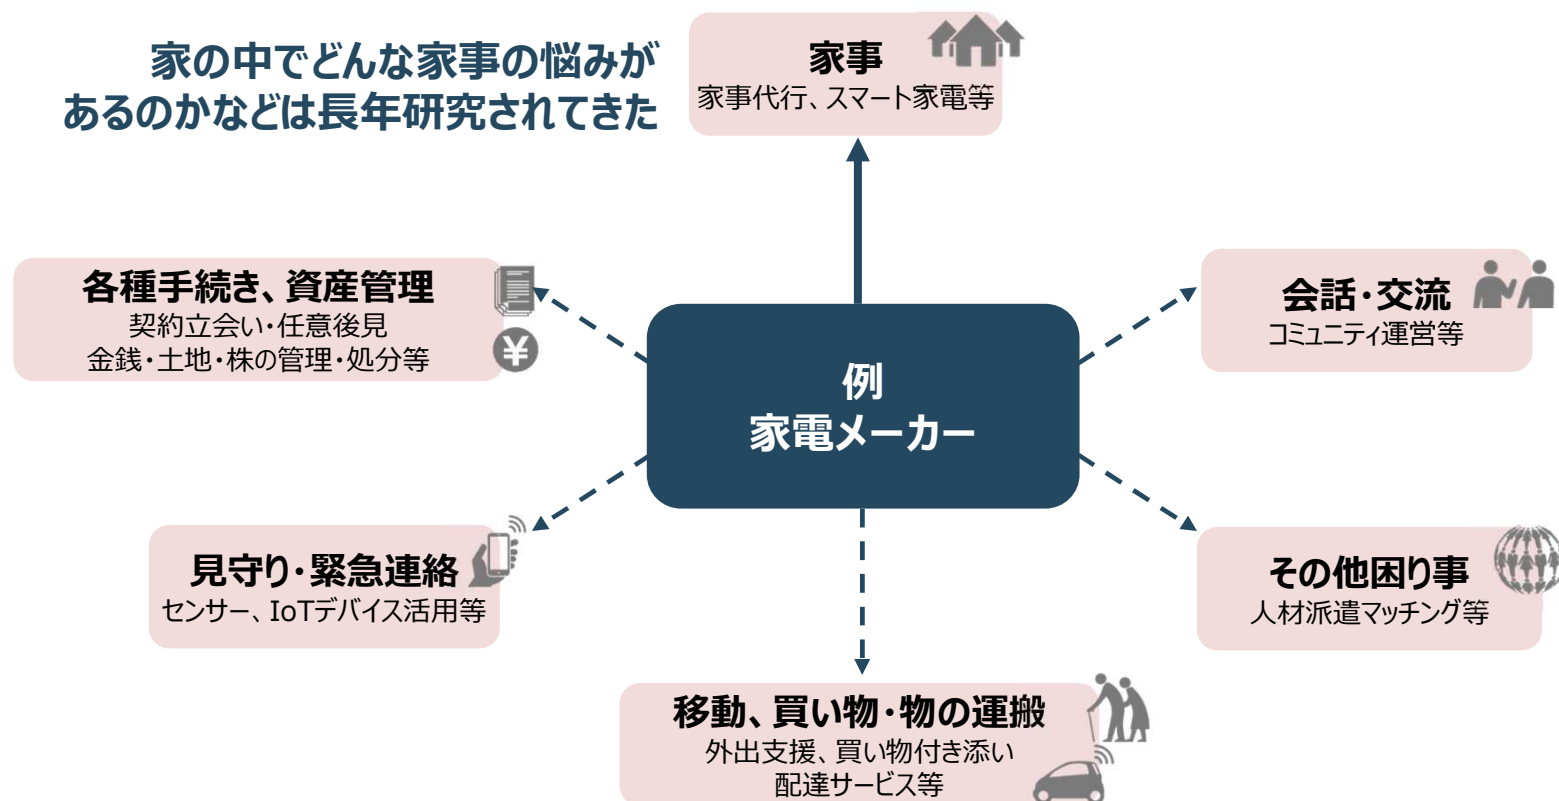 家の中でどんな家事の悩みが
あるのかなどは長年研究されてきた
家事
家事代行、スマート家電等
各種手続き、資産管理
契約立会い・任意後見
金銭・土地・株の管理・処分等
¥
会話・交流
コミュニティ運営等
例
家電メーカー
見守り・緊急連絡
センサー、IoTデバイス活用等
その他困り事
人材派遣マッチング等
移動、買い物・物の運搬
外出支援、買い物付き添い
配達サービス等